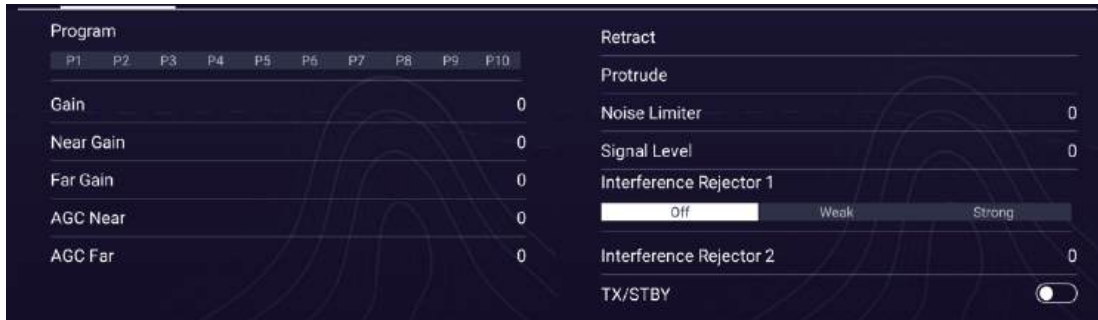 Program
P1 P2 P3 P4 P5 P6 P7 P8 P9 P10
Gain 0
Near Gain 0
Far Gain 0
AGC Near 0
AGC Far 0
Retract
Protrude
Noise Limiter 0
Signal Level 0
Interference Rejector 1
Off Weak Strong
Interference Rejector 2 0
TX/STBY